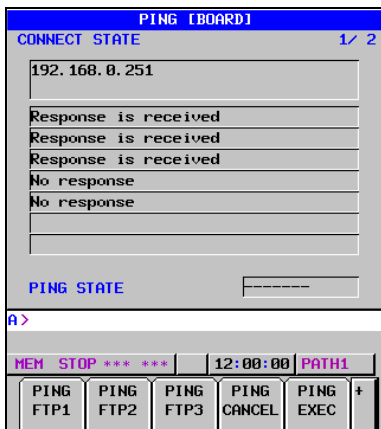 PING [BOARD]
CONNECT STATE 1/ 2
192.168.0.251
Response is received
Response is received
Response is received
No response
No response
PING STATE -------
A>
MEM STOP *** *** 12:00:00 PATH1
PING FTP1 PING FTP2 PING FTP3 PING CANCEL PING EXEC +